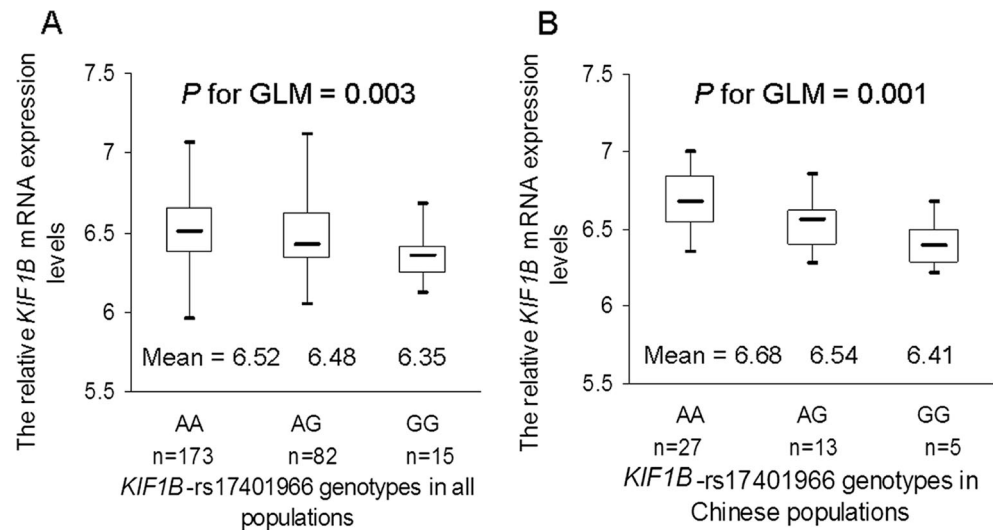 A
The relative KIF1B mRNA expression
levels
7.5
7
6.5
6
5.5
P for GLM = 0.003
Mean = 6.52 6.48 6.35
AA AG GG
n=173 n=82 n=15
KIF1B-rs17401966 genotypes in all
populations
B
The relative KIF1B mRNA expression
levels
7.5
7
6.5
6
5.5
P for GLM = 0.001
Mean = 6.68 6.54 6.41
AA AG GG
n=27 n=13 n=5
KIF1B-rs17401966 genotypes in
Chinese populations